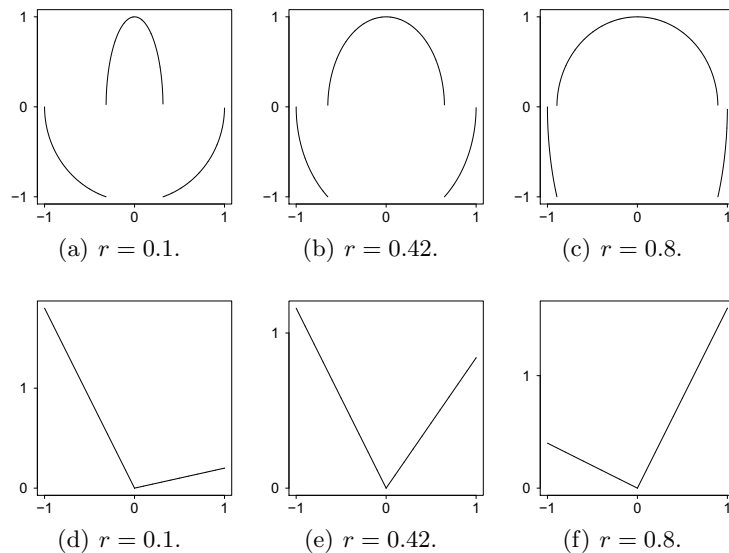 1
0
−1
−1 0 1
(a) r = 0.1.
1
0
−1
−1 0 1
(b) r = 0.42.
1
0
−1
−1 0 1
(c) r = 0.8.
1
0
−1 0 1
(d) r = 0.1.
1
0
−1 0 1
(e) r = 0.42.
1
0
−1 0 1
(f) r = 0.8.